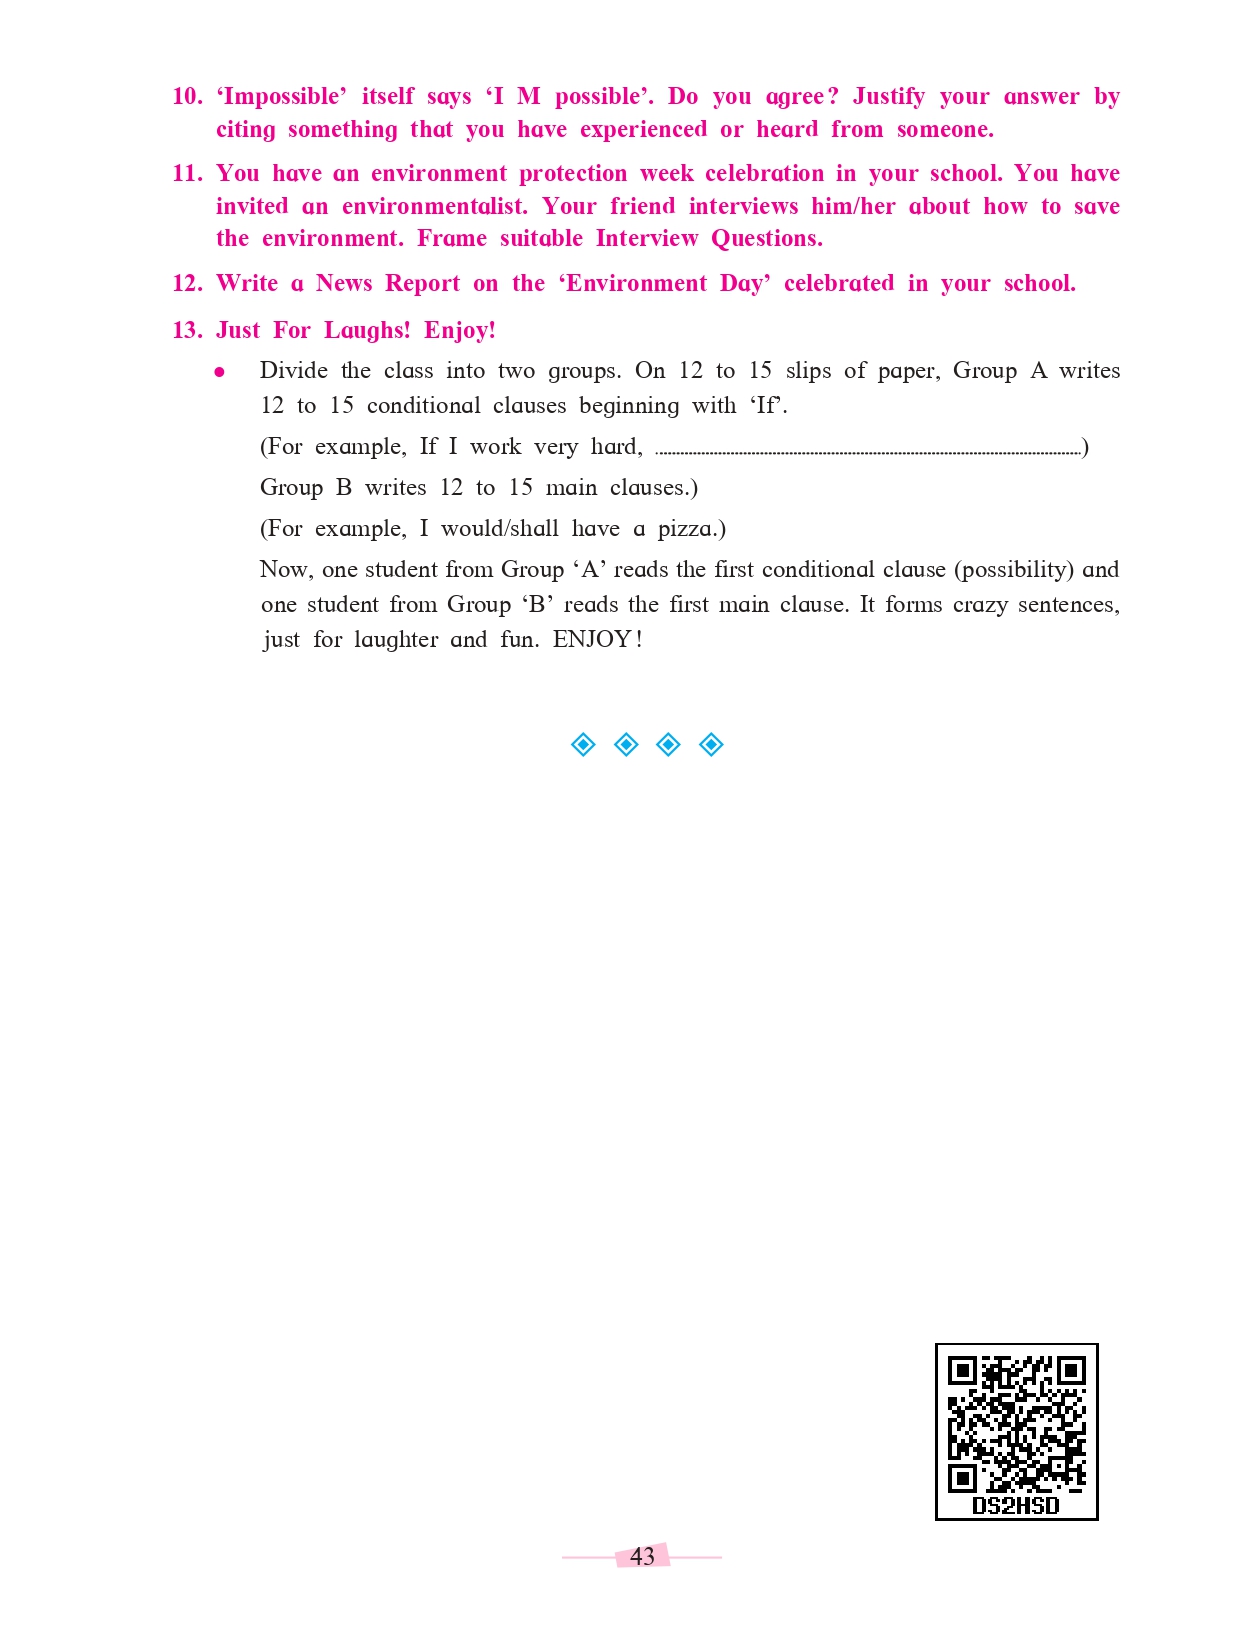 10. ‘Impossible’ itself says ‘I M possible’. Do you agree? Justify your answer by
citing something that you have experienced or heard from someone.
11. You have an environment protection week celebration in your school. You have
invited an environmentalist. Your friend interviews him/her about how to save
the environment. Frame suitable Interview Questions.
12. Write a News Report on the ‘Environment Day’ celebrated in your school.
13. Just For Laughs! Enjoy!
● Divide the class into two groups. On 12 to 15 slips of paper, Group A writes
12 to 15 conditional clauses beginning with ‘If’.
(For example, If I work very hard, ....................................................................)
Group B writes 12 to 15 main clauses.)
(For example, I would/shall have a pizza.)
Now, one student from Group ‘A’ reads the first conditional clause (possibility) and
one student from Group ‘B’ reads the first main clause. It forms crazy sentences,
just for laughter and fun. ENJOY!
DS2HSD
43